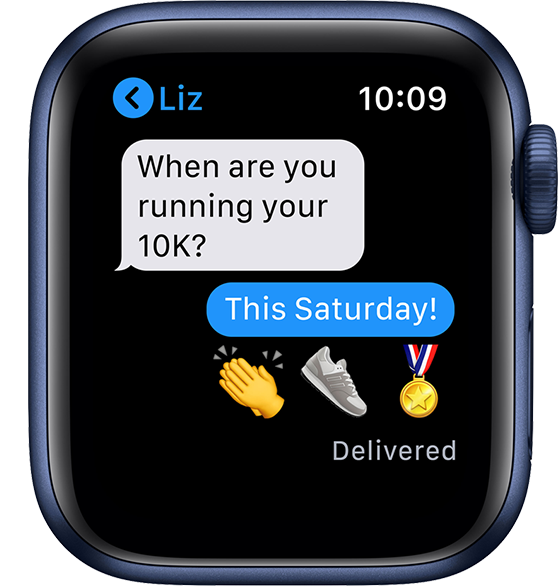 Liz
10:09
When are you
running your
10K?
This Saturday!
👏👟🏅
Delivered